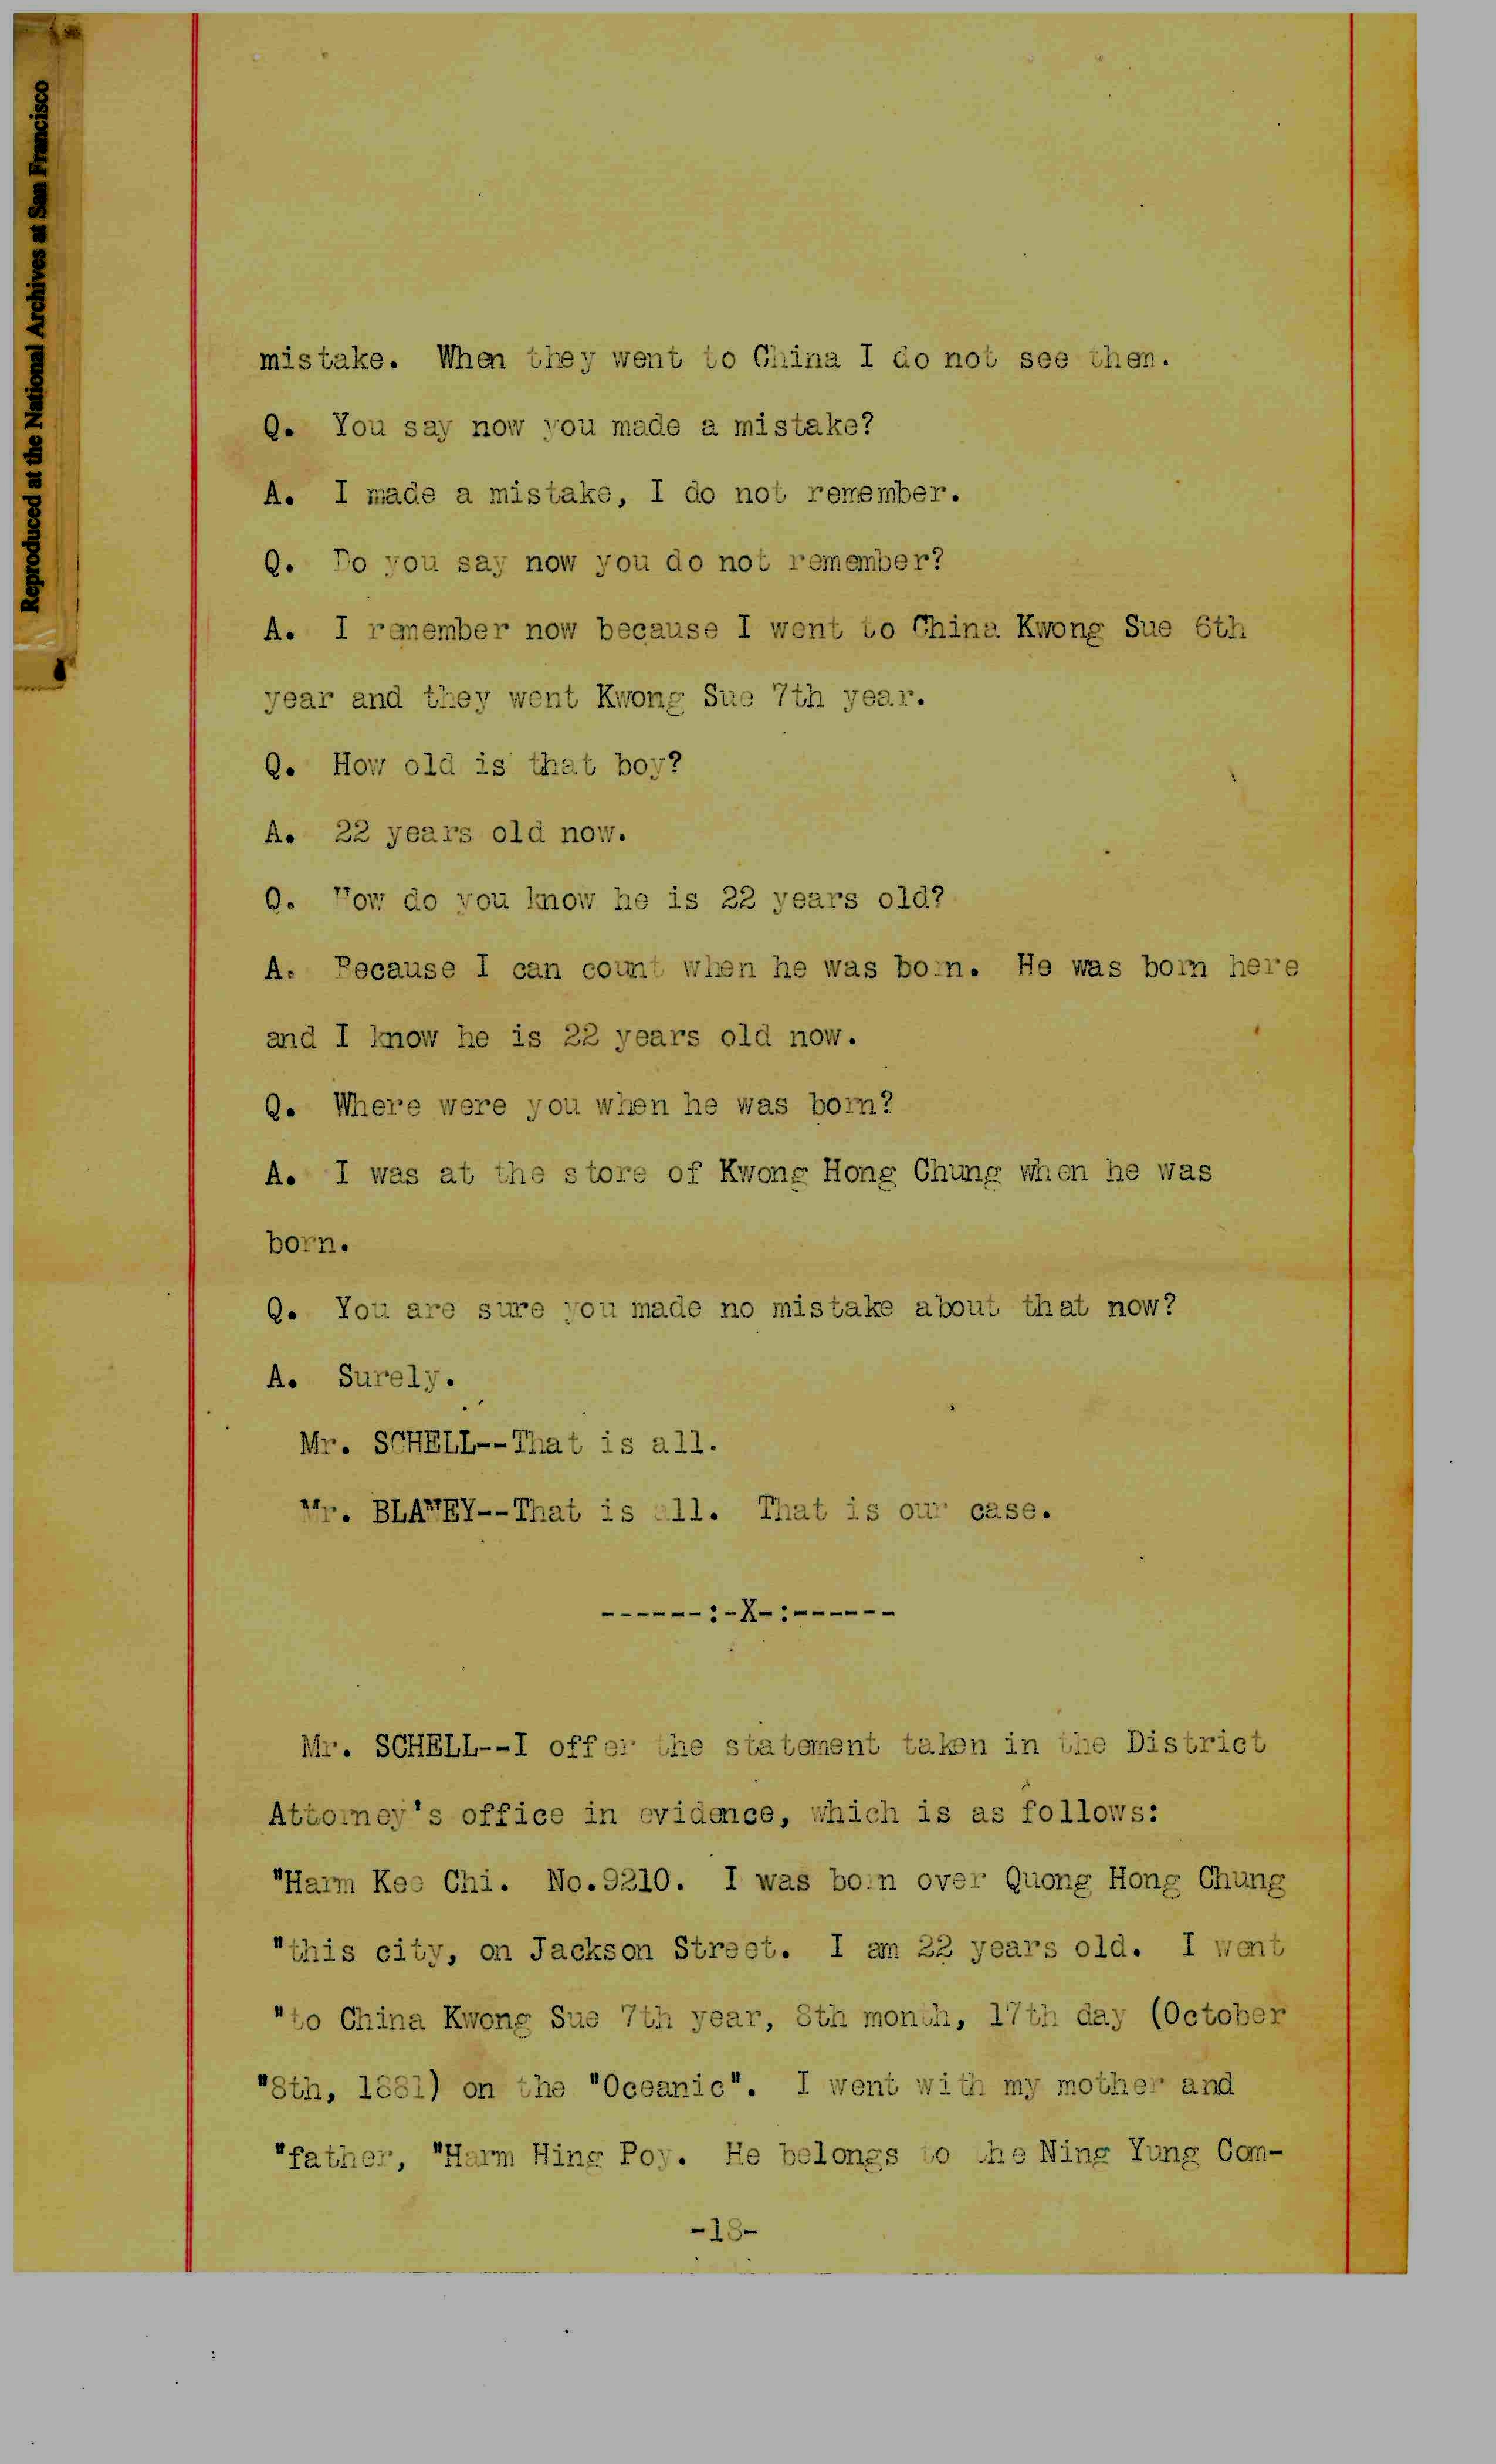 Reproduced at the National Archives at San Francisco
mistake. When they went to China I do not see them.
Q. You say now you made a mistake?
A. I made a mistake, I do not remember.
Q. Do you say now you do not remember?
A. I remember now because I went to China Kwong Sue 6th
year and they went Kwong Sue 7th year.
Q. How old is that boy?
A. 22 years old now.
Q. How do you know he is 22 years old?
A. Because I can count when he was born. He was born here
and I know he is 22 years old now.
Q. Where were you when he was born?
A. I was at the store of Kwong Hong Chung when he was
born.
Q. You are sure you made no mistake about that now?
A. Surely.
Mr. SCHELL--That is all.
Mr. BLANEY--That is all. That is our case.
------:-X-:------
Mr. SCHELL--I offer the statement taken in the District
Attorney's office in evidence, which is as follows:
"Harm Kee Chi. No.9210. I was born over Quong Hong Chung
"this city, on Jackson Street. I am 22 years old. I went
"to China Kwong Sue 7th year, 8th month, 17th day (October
"8th, 1881) on the "Oceanic". I went with my mother and
"father, "Harm Hing Poy. He belongs to the Ning Yung Com-
-18-